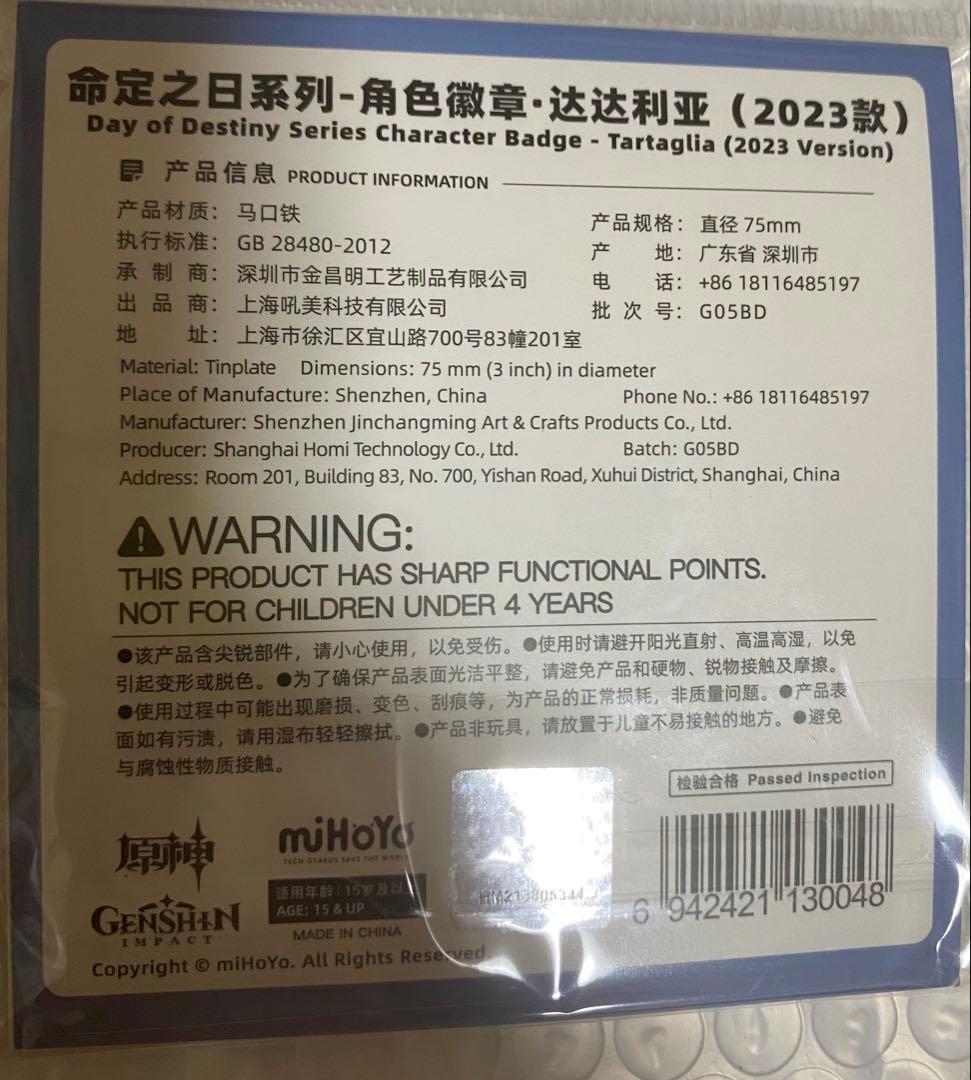 命定之日系列-角色徽章·达达利亚（2023款）
Day of Destiny Series Character Badge - Tartaglia (2023 Version)
产品信息 PRODUCT INFORMATION
产品材质：马口铁 产品规格：直径 75mm
执行标准：GB 28480-2012 产 地：广东省 深圳市
承 制 商：深圳市金昌明工艺制品有限公司 电 话：+86 18116485197
出 品 商：上海吼美科技有限公司 批 次 号：G05BD
地 址：上海市徐汇区宜山路700号83幢201室
Material: Tinplate Dimensions: 75 mm (3 inch) in diameter
Place of Manufacture: Shenzhen, China Phone No.: +86 18116485197
Manufacturer: Shenzhen Jinchangming Art & Crafts Products Co., Ltd.
Producer: Shanghai Homi Technology Co., Ltd. Batch: G05BD
Address: Room 201, Building 83, No. 700, Yishan Road, Xuhui District, Shanghai, China
WARNING:
THIS PRODUCT HAS SHARP FUNCTIONAL POINTS.
NOT FOR CHILDREN UNDER 4 YEARS
●该产品含尖锐部件，请小心使用，以免受伤。●使用时请避开阳光直射、高温高湿，以免
引起变形或脱色。●为了确保产品表面光洁平整，请避免产品和硬物、锐物接触及摩擦。
●使用过程中可能出现磨损、变色、刮痕等，为产品的正常损耗，非质量问题。●产品表
面如有污渍，请用湿布轻轻擦拭。●产品非玩具，请放置于儿童不易接触的地方。●避免
与腐蚀性物质接触。
检验合格 Passed Inspection
原神
GENSHIN
IMPACT
miHoYo
TECH OTAKUS SAVE THE WORLD
适用年龄：15岁及以上
AGE: 15 & UP
MADE IN CHINA
6 942421 130048
Copyright © miHoYo. All Rights Reserved